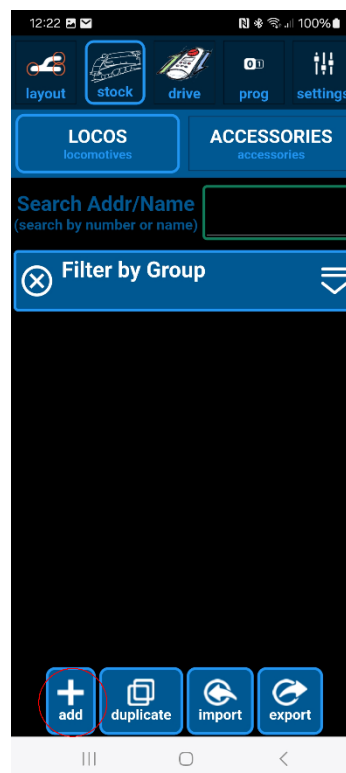 12:22 100%
layout stock drive prog settings
LOCOS ACCESSORIES
locomotives accessories
Search Addr/Name
(search by number or name)
Filter by Group
add duplicate import export